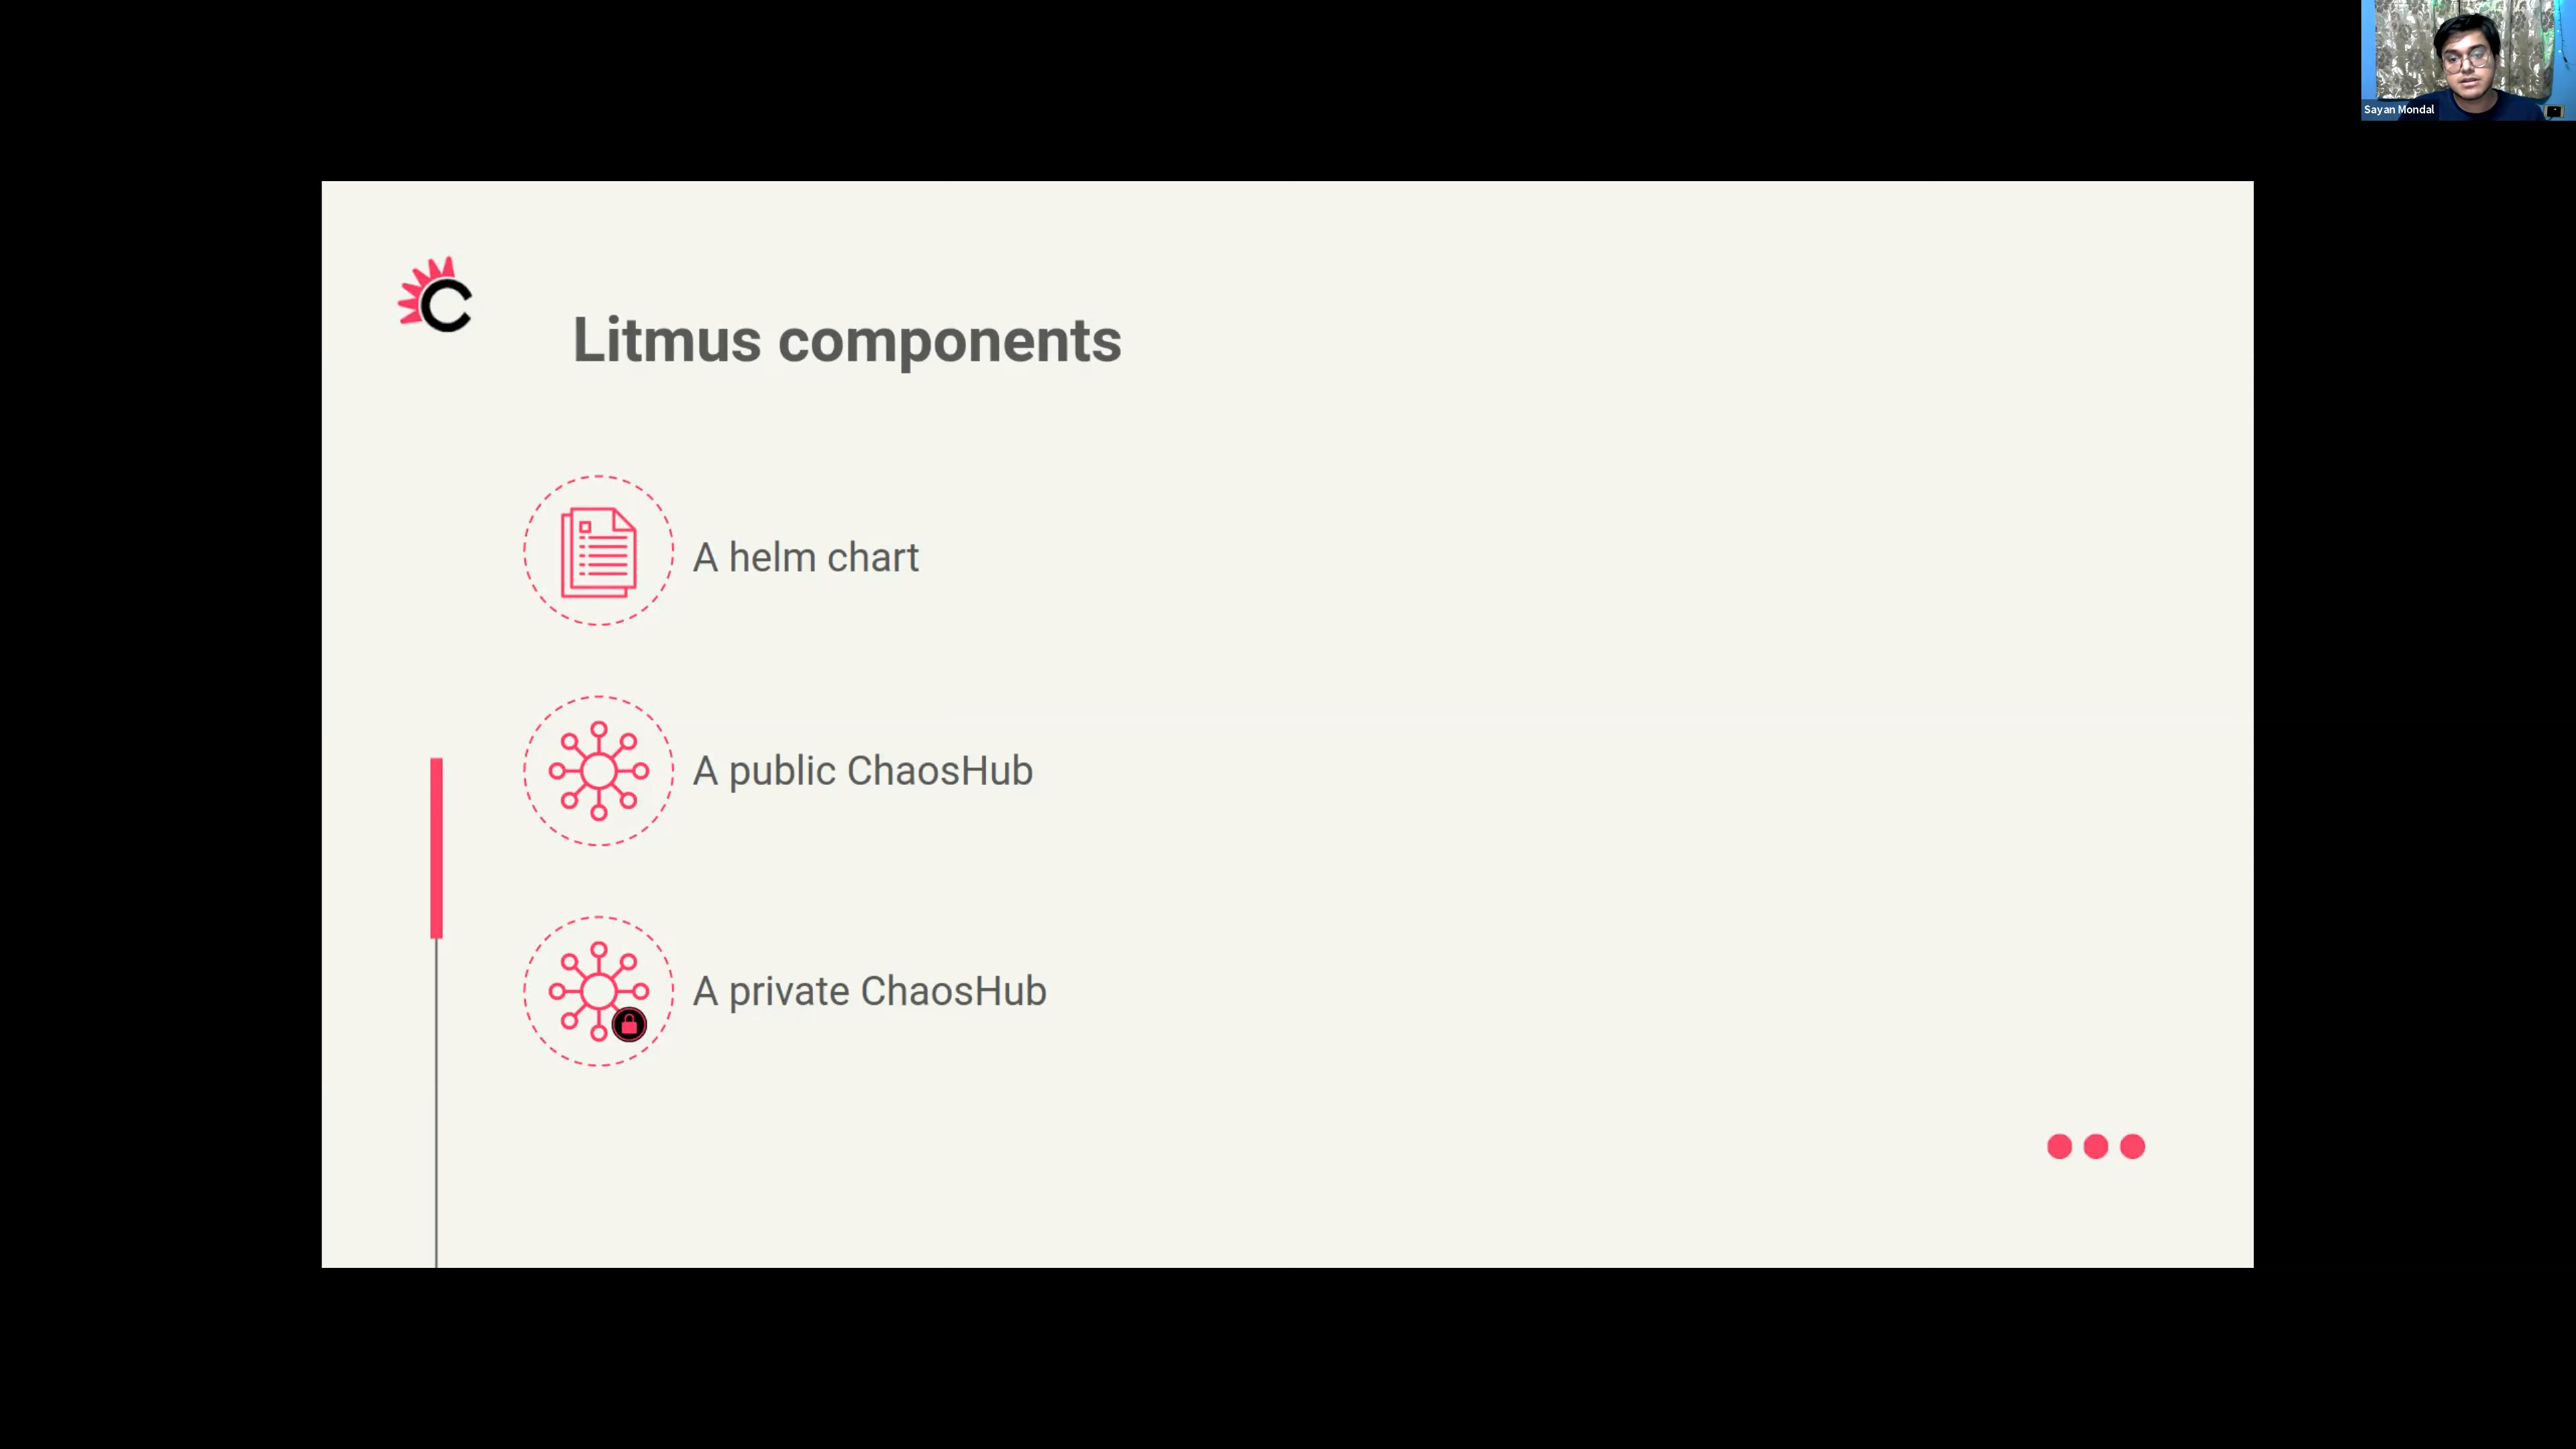 Sayan Mondal
Litmus components
A helm chart
A public ChaosHub
A private ChaosHub